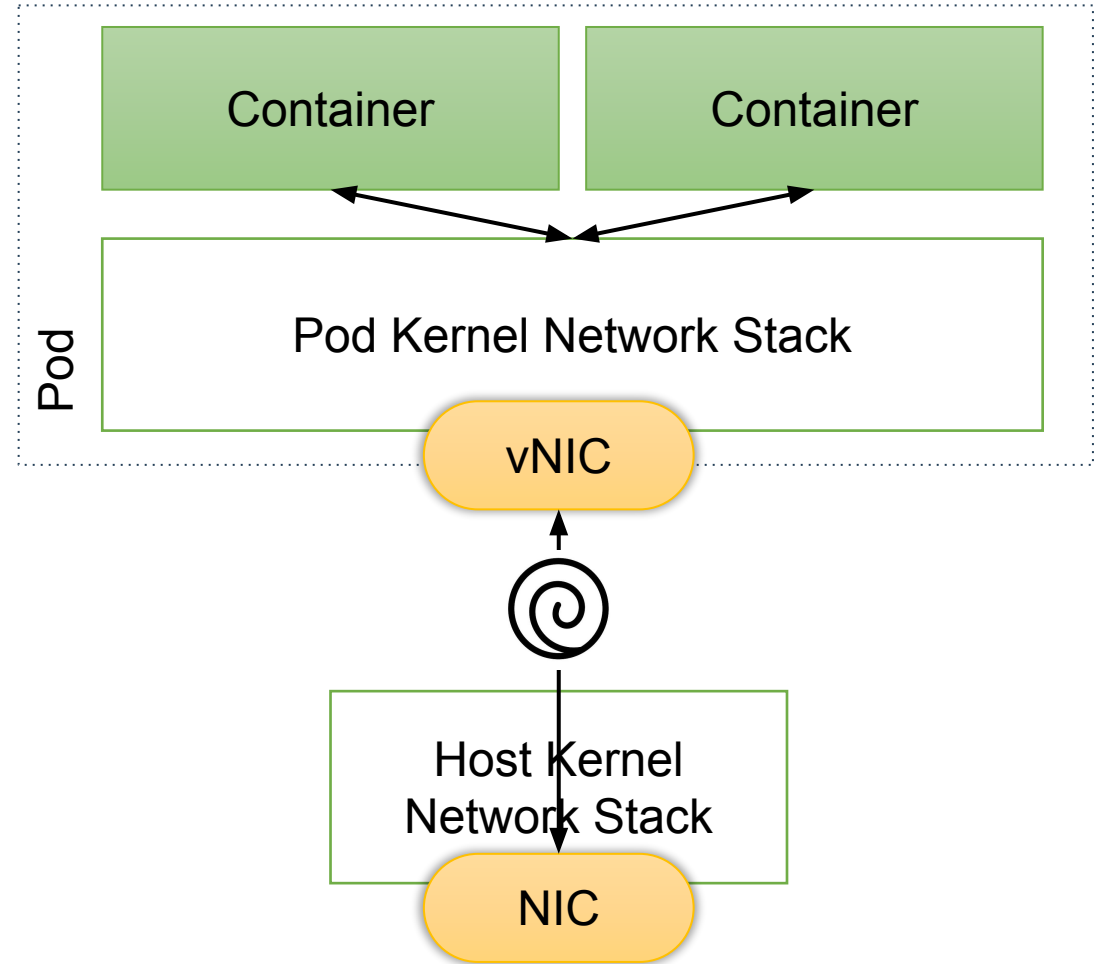 Container
Container
Pod Kernel Network Stack
Pod
vNIC
Host Kernel
Network Stack
NIC